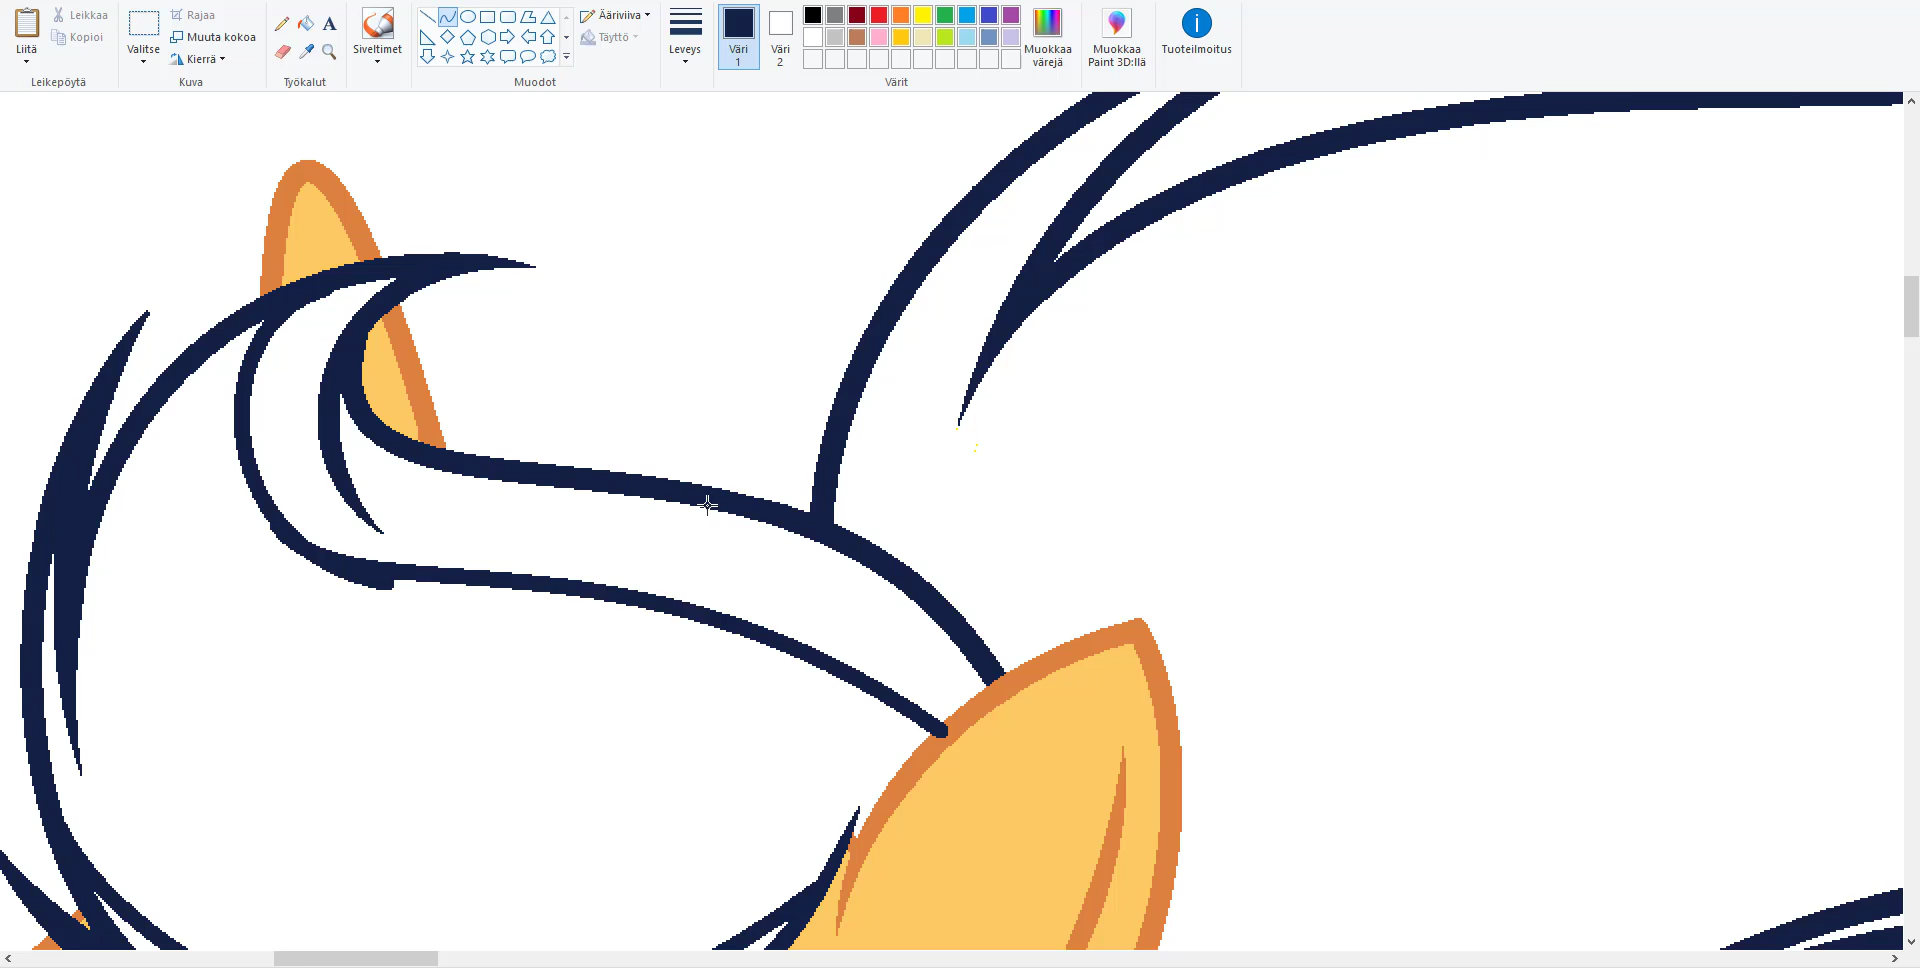 Liitä
Leikkaa
Kopioi
Leikepöytä
Valitse
Rajaa
Muuta kokoa
Kierrä
Kuva
A
Työkalut
Siveltimet
Ääriviiva
Täyttö
Muodot
Leveys
Väri
1
Väri
2
Muokkaa
värejä
Värit
Muokkaa
Paint 3D:llä
Tuoteilmoitus